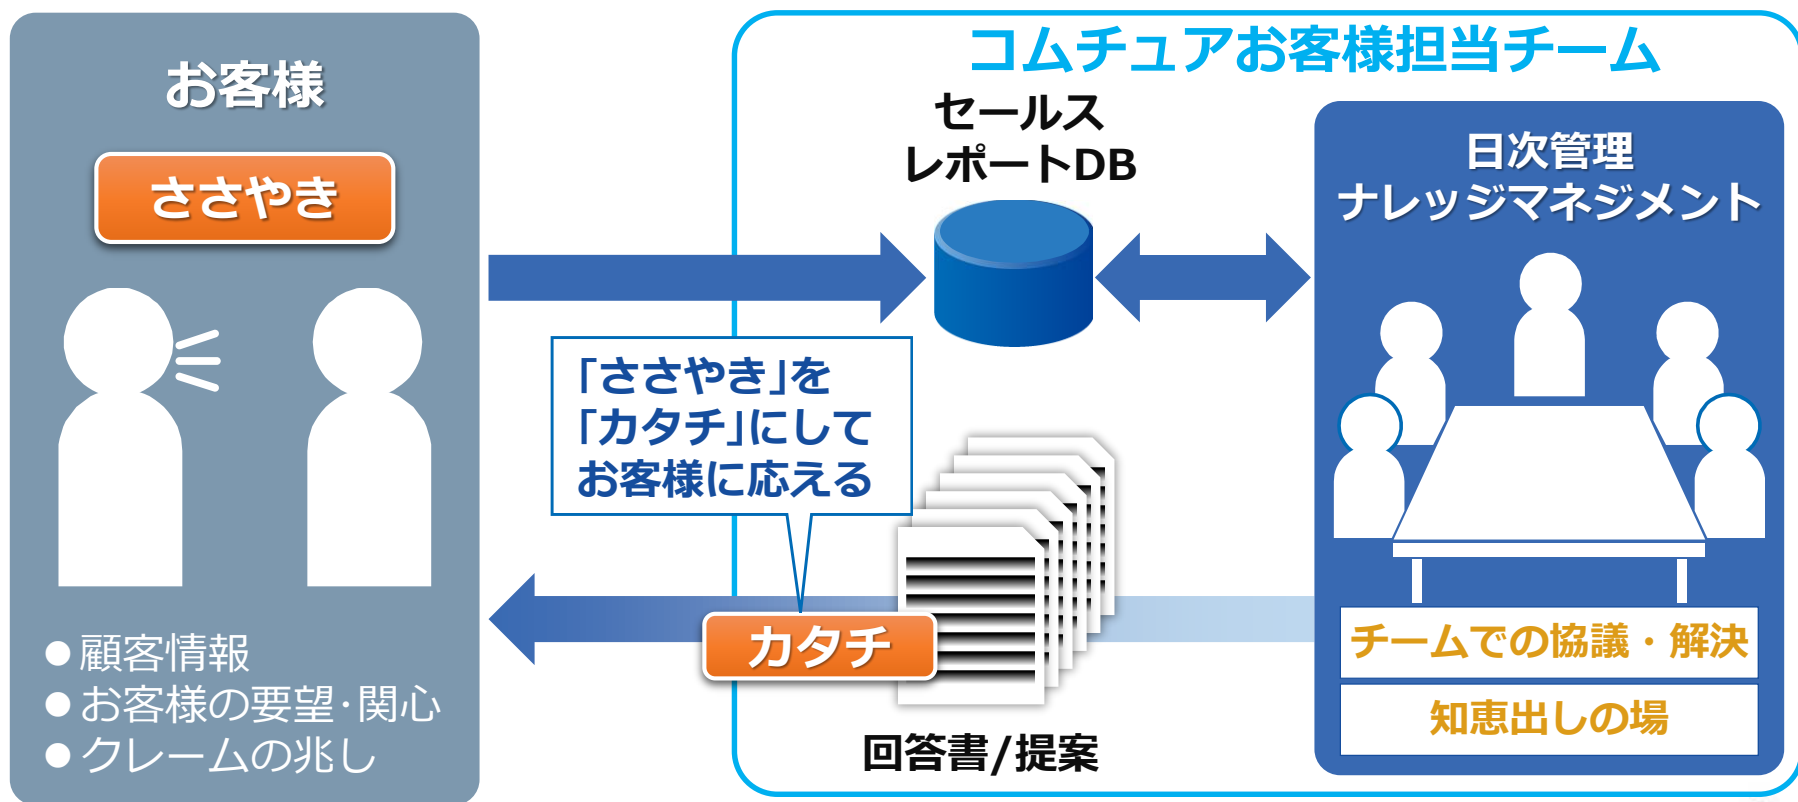 お客様
ささやき
●顧客情報
●お客様の要望・関心
●クレームの兆し
コムチュアお客様担当チーム
セールス
レポートDB
「ささやき」を
「カタチ」にして
お客様に応える
カタチ
回答書/提案
日次管理
ナレッジマネジメント
チームでの協議・解決
知恵出しの場